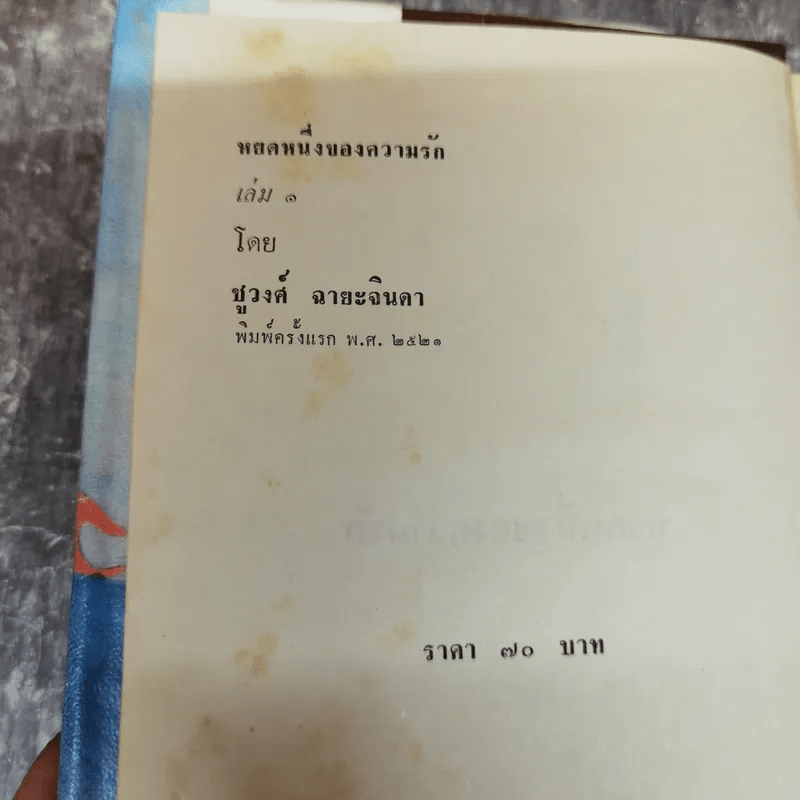 หยดหนึ่งของความรัก
เล่ม ๑
โดย
ชูวงศ์ ฉายะจินดา
พิมพ์ครั้งแรก พ.ศ. ๒๕๒๑
ราคา ๗๐ บาท